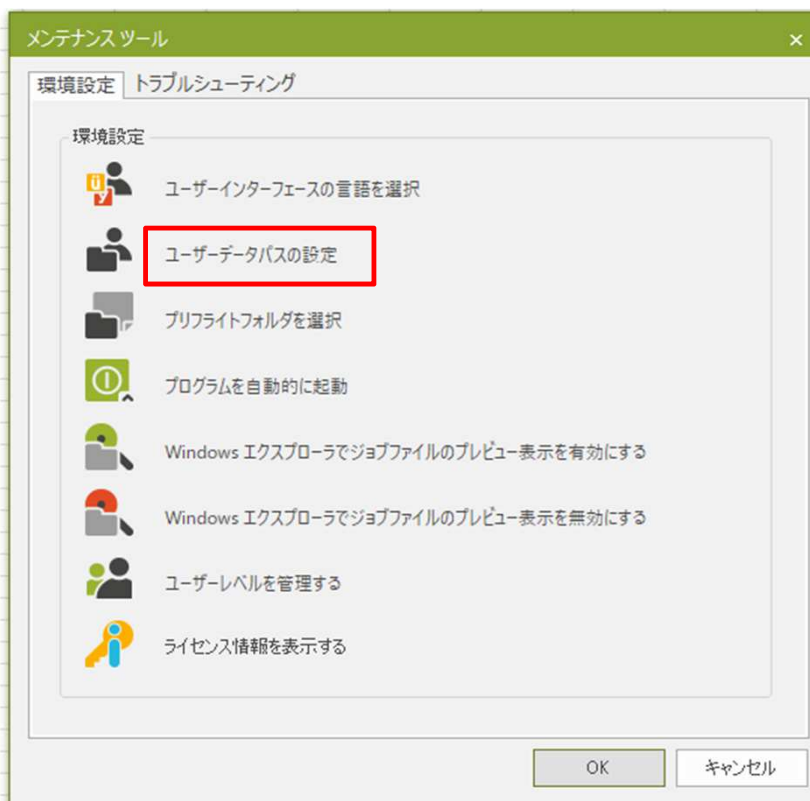 メンテナンス ツール
環境設定 トラブルシューティング
環境設定
ユーザーインターフェースの言語を選択
ユーザーデータパスの設定
プリフライトフォルダを選択
プログラムを自動的に起動
Windows エクスプローラでジョブファイルのプレビュー表示を有効にする
Windows エクスプローラでジョブファイルのプレビュー表示を無効にする
ユーザーレベルを管理する
ライセンス情報を表示する
OK キャンセル